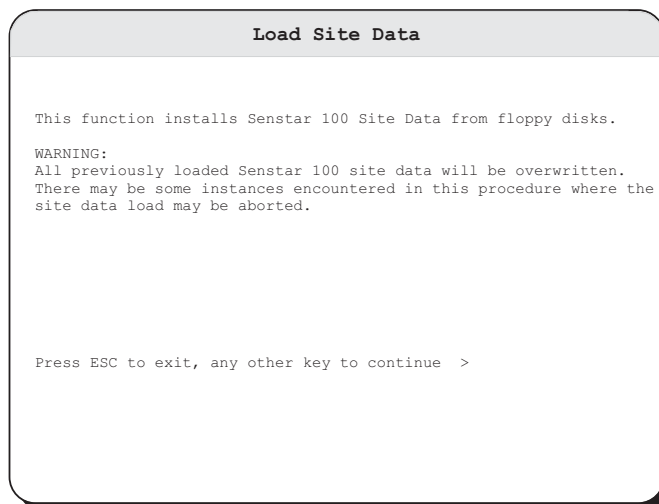 Load Site Data
This function installs Senstar 100 Site Data from floppy disks.
WARNING:
All previously loaded Senstar 100 site data will be overwritten.
There may be some instances encountered in this procedure where the
site data load may be aborted.
Press ESC to exit, any other key to continue  >